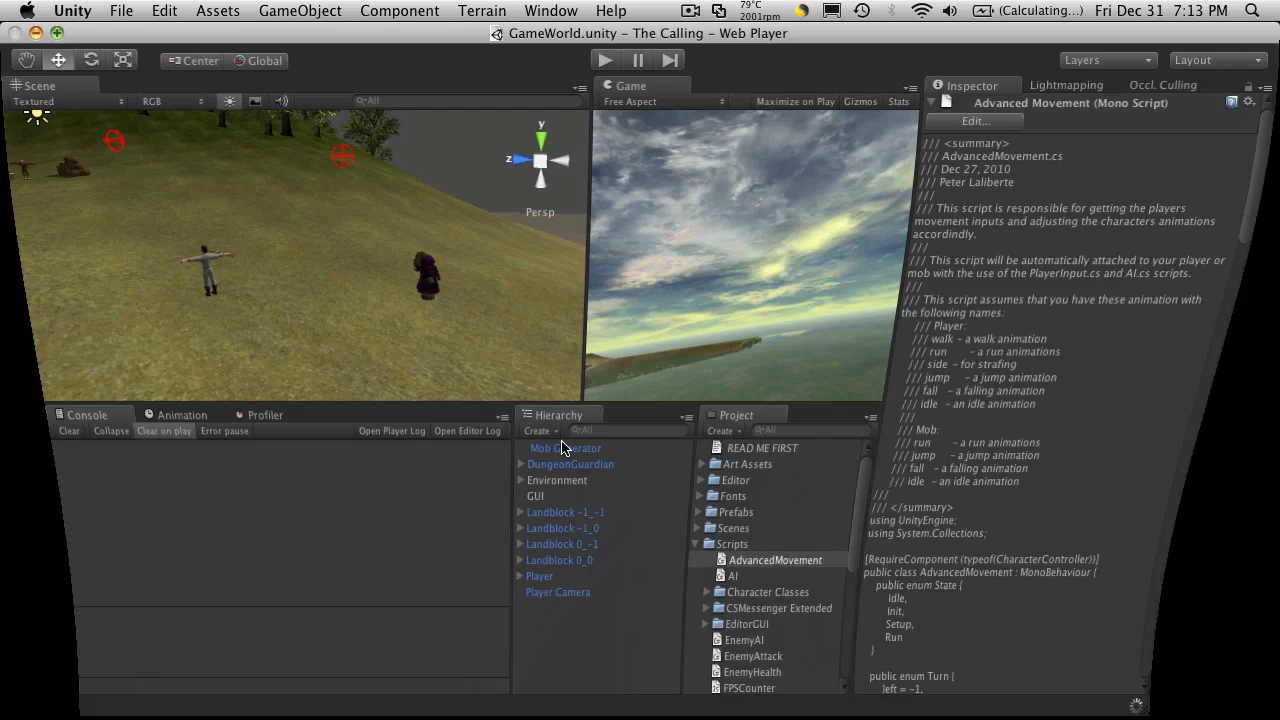 Unity File Edit Assets GameObject Component Terrain Window Help 79°C 2001rpm (Calculating...) Fri Dec 31 7:13 PM
GameWorld.unity - The Calling - Web Player
Center Global Layers Layout
Scene
Textured RGB All
y
z
Persp
Game
Free Aspect Maximize on Play Gizmos Stats
Inspector Lightmapping Occl. Culling
Advanced Movement (Mono Script)
Edit...
/// <summary>
/// AdvancedMovement.cs
/// Dec 27, 2010
/// Peter Laliberte
///
/// This script is responsible for getting the players
movement inputs and adjusting the characters animations
accordindly.
///
/// This script will be automatically attached to your player or
mob with the use of the PlayerInput.cs and AI.cs scripts.
///
/// This script assumes that you have these animation with
the following names:
/// Player:
/// walk - a walk animation
/// run - a run animations
/// side - for strafing
/// jump - a jump animation
/// fall - a falling animation
/// idle - an idle animation
///
/// Mob:
/// run - a run animations
/// jump - a jump animation
/// fall - a falling animation
/// idle - an idle animation
///
/// </summary>
using UnityEngine;
using System.Collections;
[RequireComponent (typeof(CharacterController))]
public class AdvancedMovement : MonoBehaviour {
public enum State {
Idle,
Init,
Setup,
Run
}
public enum Turn {
left = -1,
Console Animation Profiler
Clear Collapse Clear on play Error pause Open Player Log Open Editor Log
Hierarchy
Create All
Mob Generator
DungeonGuardian
Environment
GUI
Landblock -1_-1
Landblock -1_0
Landblock 0_-1
Landblock 0_0
Player
Player Camera
Project
Create All
READ ME FIRST
Art Assets
Editor
Fonts
Prefabs
Scenes
Scripts
AdvancedMovement
AI
Character Classes
CSMessenger Extended
EditorGUI
EnemyAI
EnemyAttack
EnemyHealth
FPSCounter